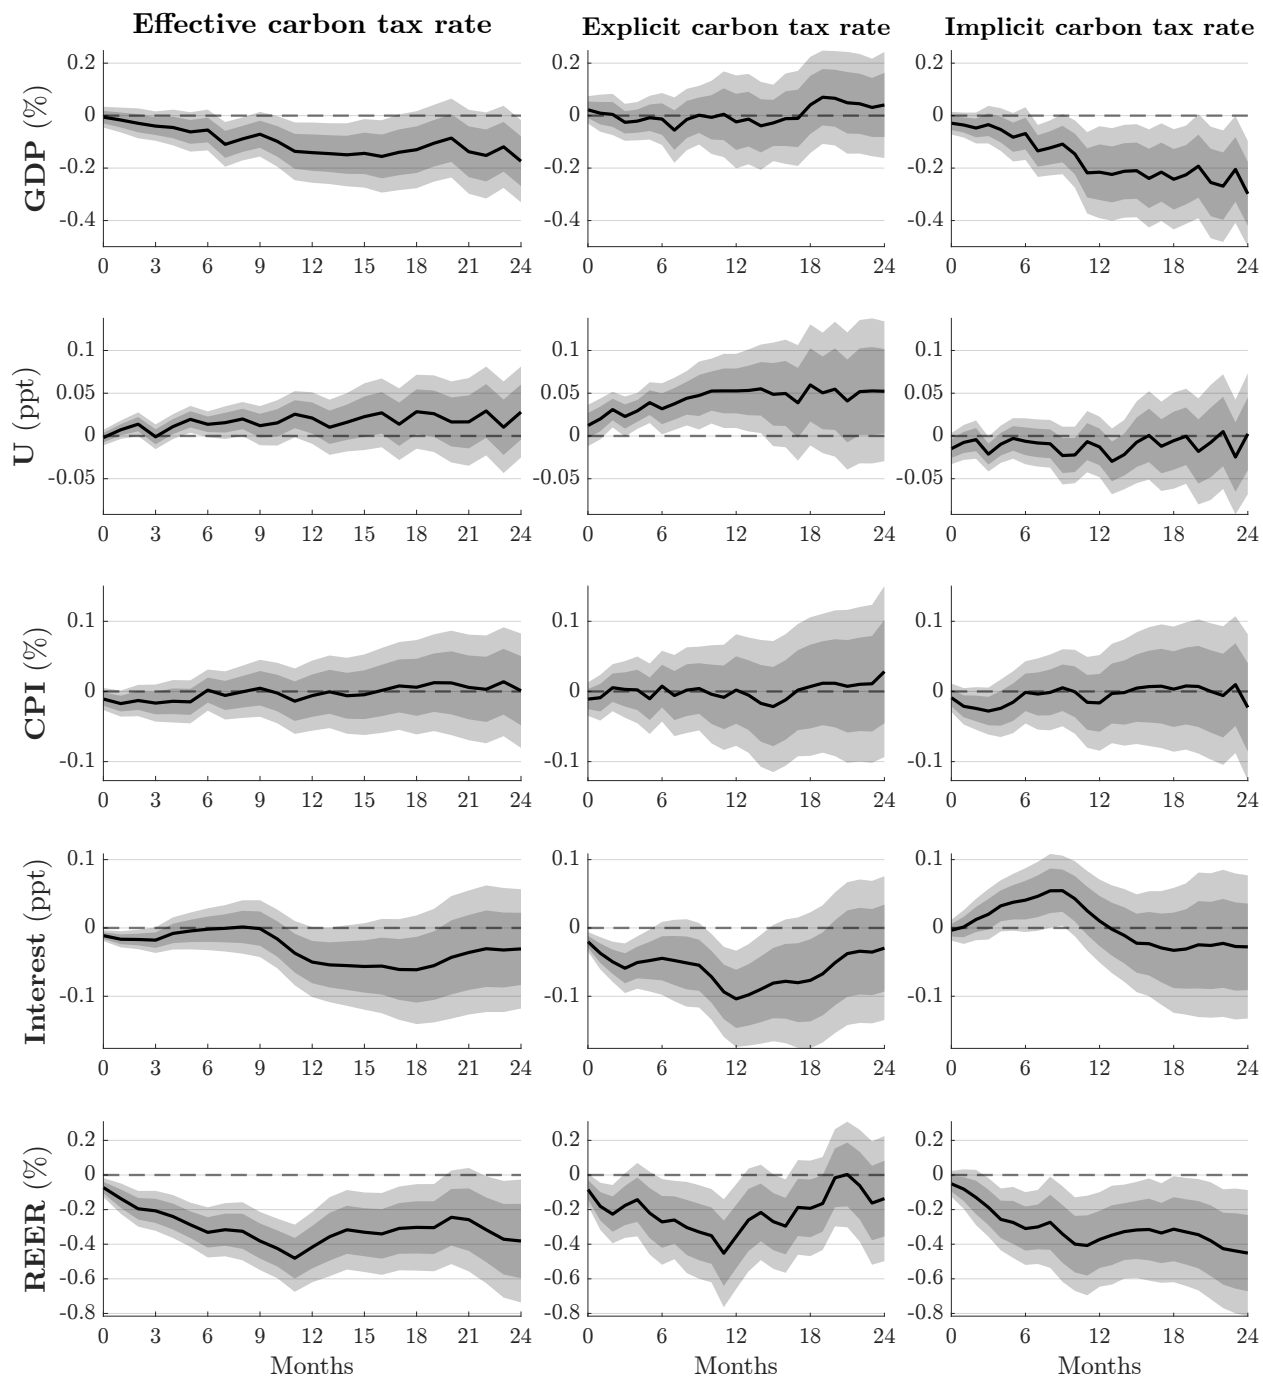 Effective carbon tax rate
Explicit carbon tax rate
Implicit carbon tax rate
GDP (%)
0.2
0
-0.2
-0.4
0 3 6 9 12 15 18 21 24
0.2
0
-0.2
-0.4
0 6 12 18 24
0.2
0
-0.2
-0.4
0 6 12 18 24
U (ppt)
0.1
0.05
0
-0.05
0 3 6 9 12 15 18 21 24
0.1
0.05
0
-0.05
0 6 12 18 24
0.1
0.05
0
-0.05
0 6 12 18 24
CPI (%)
0.1
0
-0.1
0 3 6 9 12 15 18 21 24
0.1
0
-0.1
0 6 12 18 24
0.1
0
-0.1
0 6 12 18 24
Interest (ppt)
0.1
0
-0.1
0 3 6 9 12 15 18 21 24
0.1
0
-0.1
0 6 12 18 24
0.1
0
-0.1
0 6 12 18 24
REER (%)
0.2
0
-0.2
-0.4
-0.6
-0.8
0 3 6 9 12 15 18 21 24
Months
0.2
0
-0.2
-0.4
-0.6
-0.8
0 6 12 18 24
Months
0.2
0
-0.2
-0.4
-0.6
-0.8
0 6 12 18 24
Months